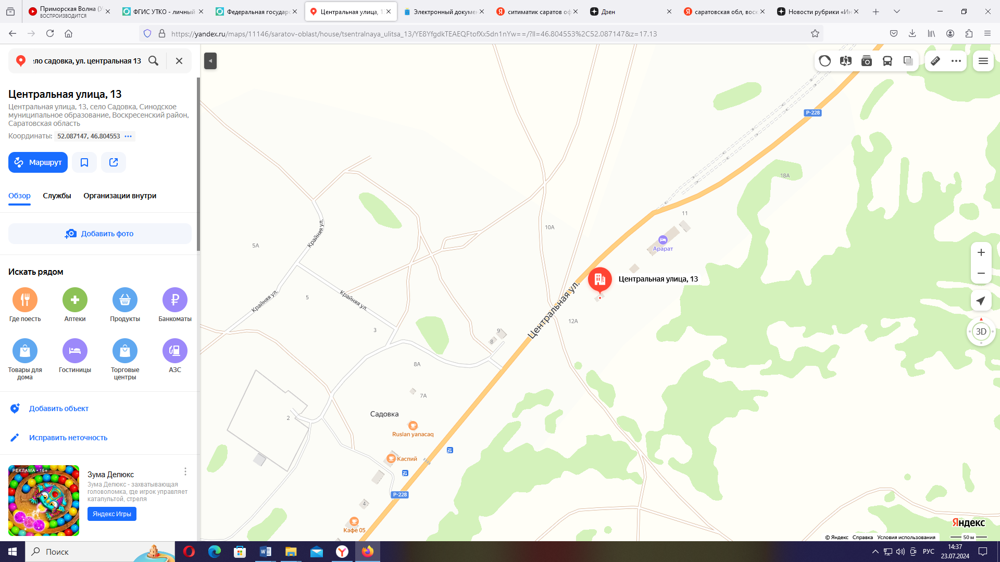 Приморская Волна (У
ВОСПРОИЗВОДИТСЯ
ФГИС УТКО - личный
Федеральная государс
Центральная улица, 13
Электронный докумен
ситиматик саратов оф
Дзен
саратовская обл, воск
Новости рубрики «Ин
https://yandex.ru/maps/11146/saratov-oblast/house/tsentralnaya_ulitsa_13/YE8YfgdkTEAEQFtofXx5dn1nYw==/?ll=46.804553%2C52.087147&z=17.13
ело садовка, ул. центральная 13
Центральная улица, 13
Центральная улица, 13, село Садовка, Синодское
муниципальное образование, Воскресенский район,
Саратовская область
Координаты: 52.087147, 46.804553
Маршрут
Обзор
Службы
Организации внутри
Добавить фото
Искать рядом
Где поесть
Аптеки
Продукты
Банкоматы
Товары для
дома
Гостиницы
Торговые
центры
АЗС
Добавить объект
Исправить неточность
РЕКЛАМА • 16+
Зума Делюкс
Зума Делюкс - захватывающая
головоломка, где игрок управляет
катапультой, стреля
Яндекс Игры
Р-228
18А
11
10А
Арарат
5А
Крайняя ул.
Центральная улица, 13
Центральная ул.
Крайняя ул.
5
Крайняя ул.
12А
3
9
8
8А
7А
Садовка
2
Ruslan yanacaq
Каспий
Р-228
4
Кафе 05
3D
Яндекс
© Яндекс Справка Условия использования
50 м
Поиск
РУС
14:37
23.07.2024